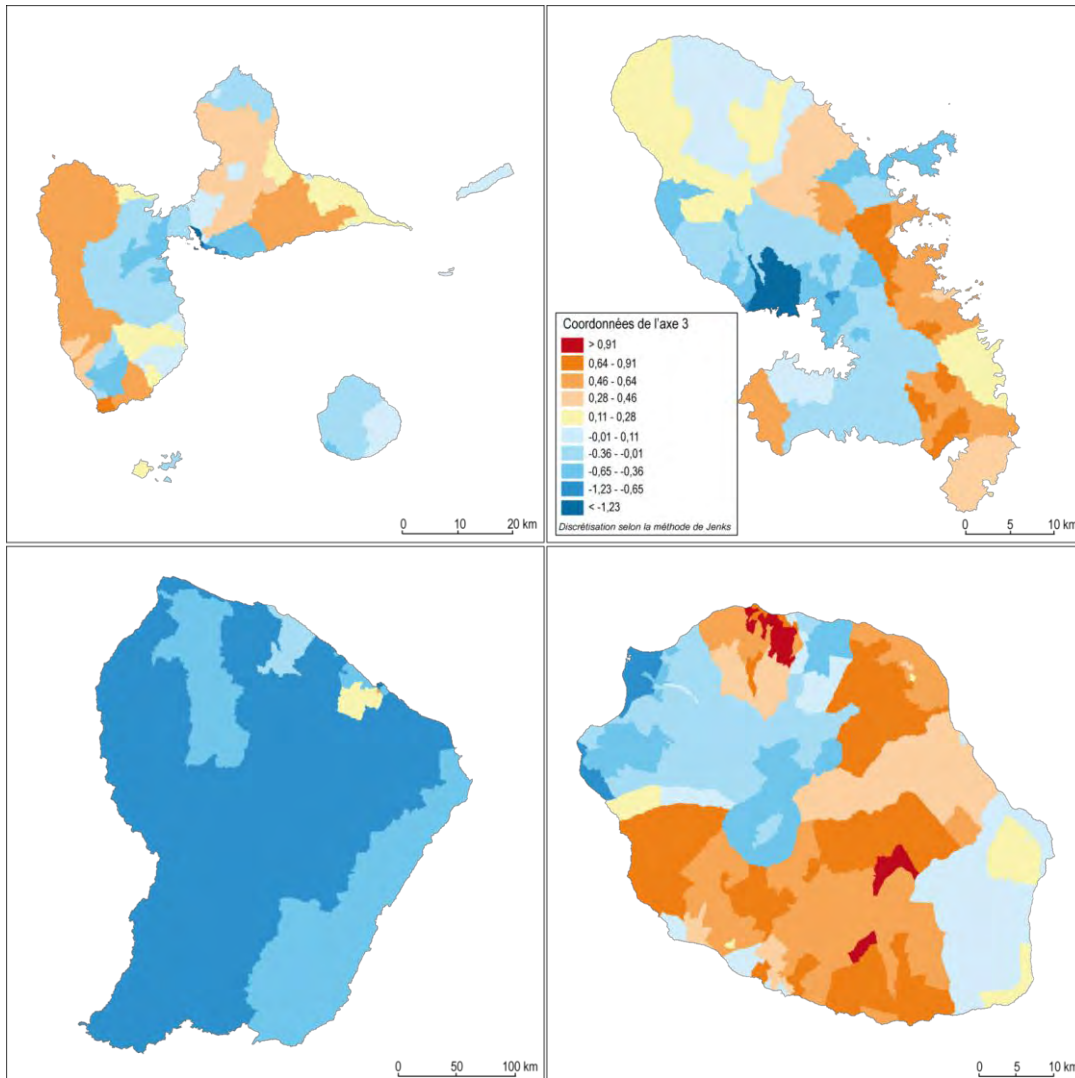 0 10 20 km
Coordonnées de l'axe 3
> 0,91
0,64 - 0,91
0,46 - 0,64
0,28 - 0,46
0,11 - 0,28
-0,01 - 0,11
-0.36 - -0,01
-0,65 - -0,36
-1,23 - -0,65
< -1,23
Discrétisation selon la méthode de Jenks
0 5 10 km
0 50 100 km
0 5 10 km